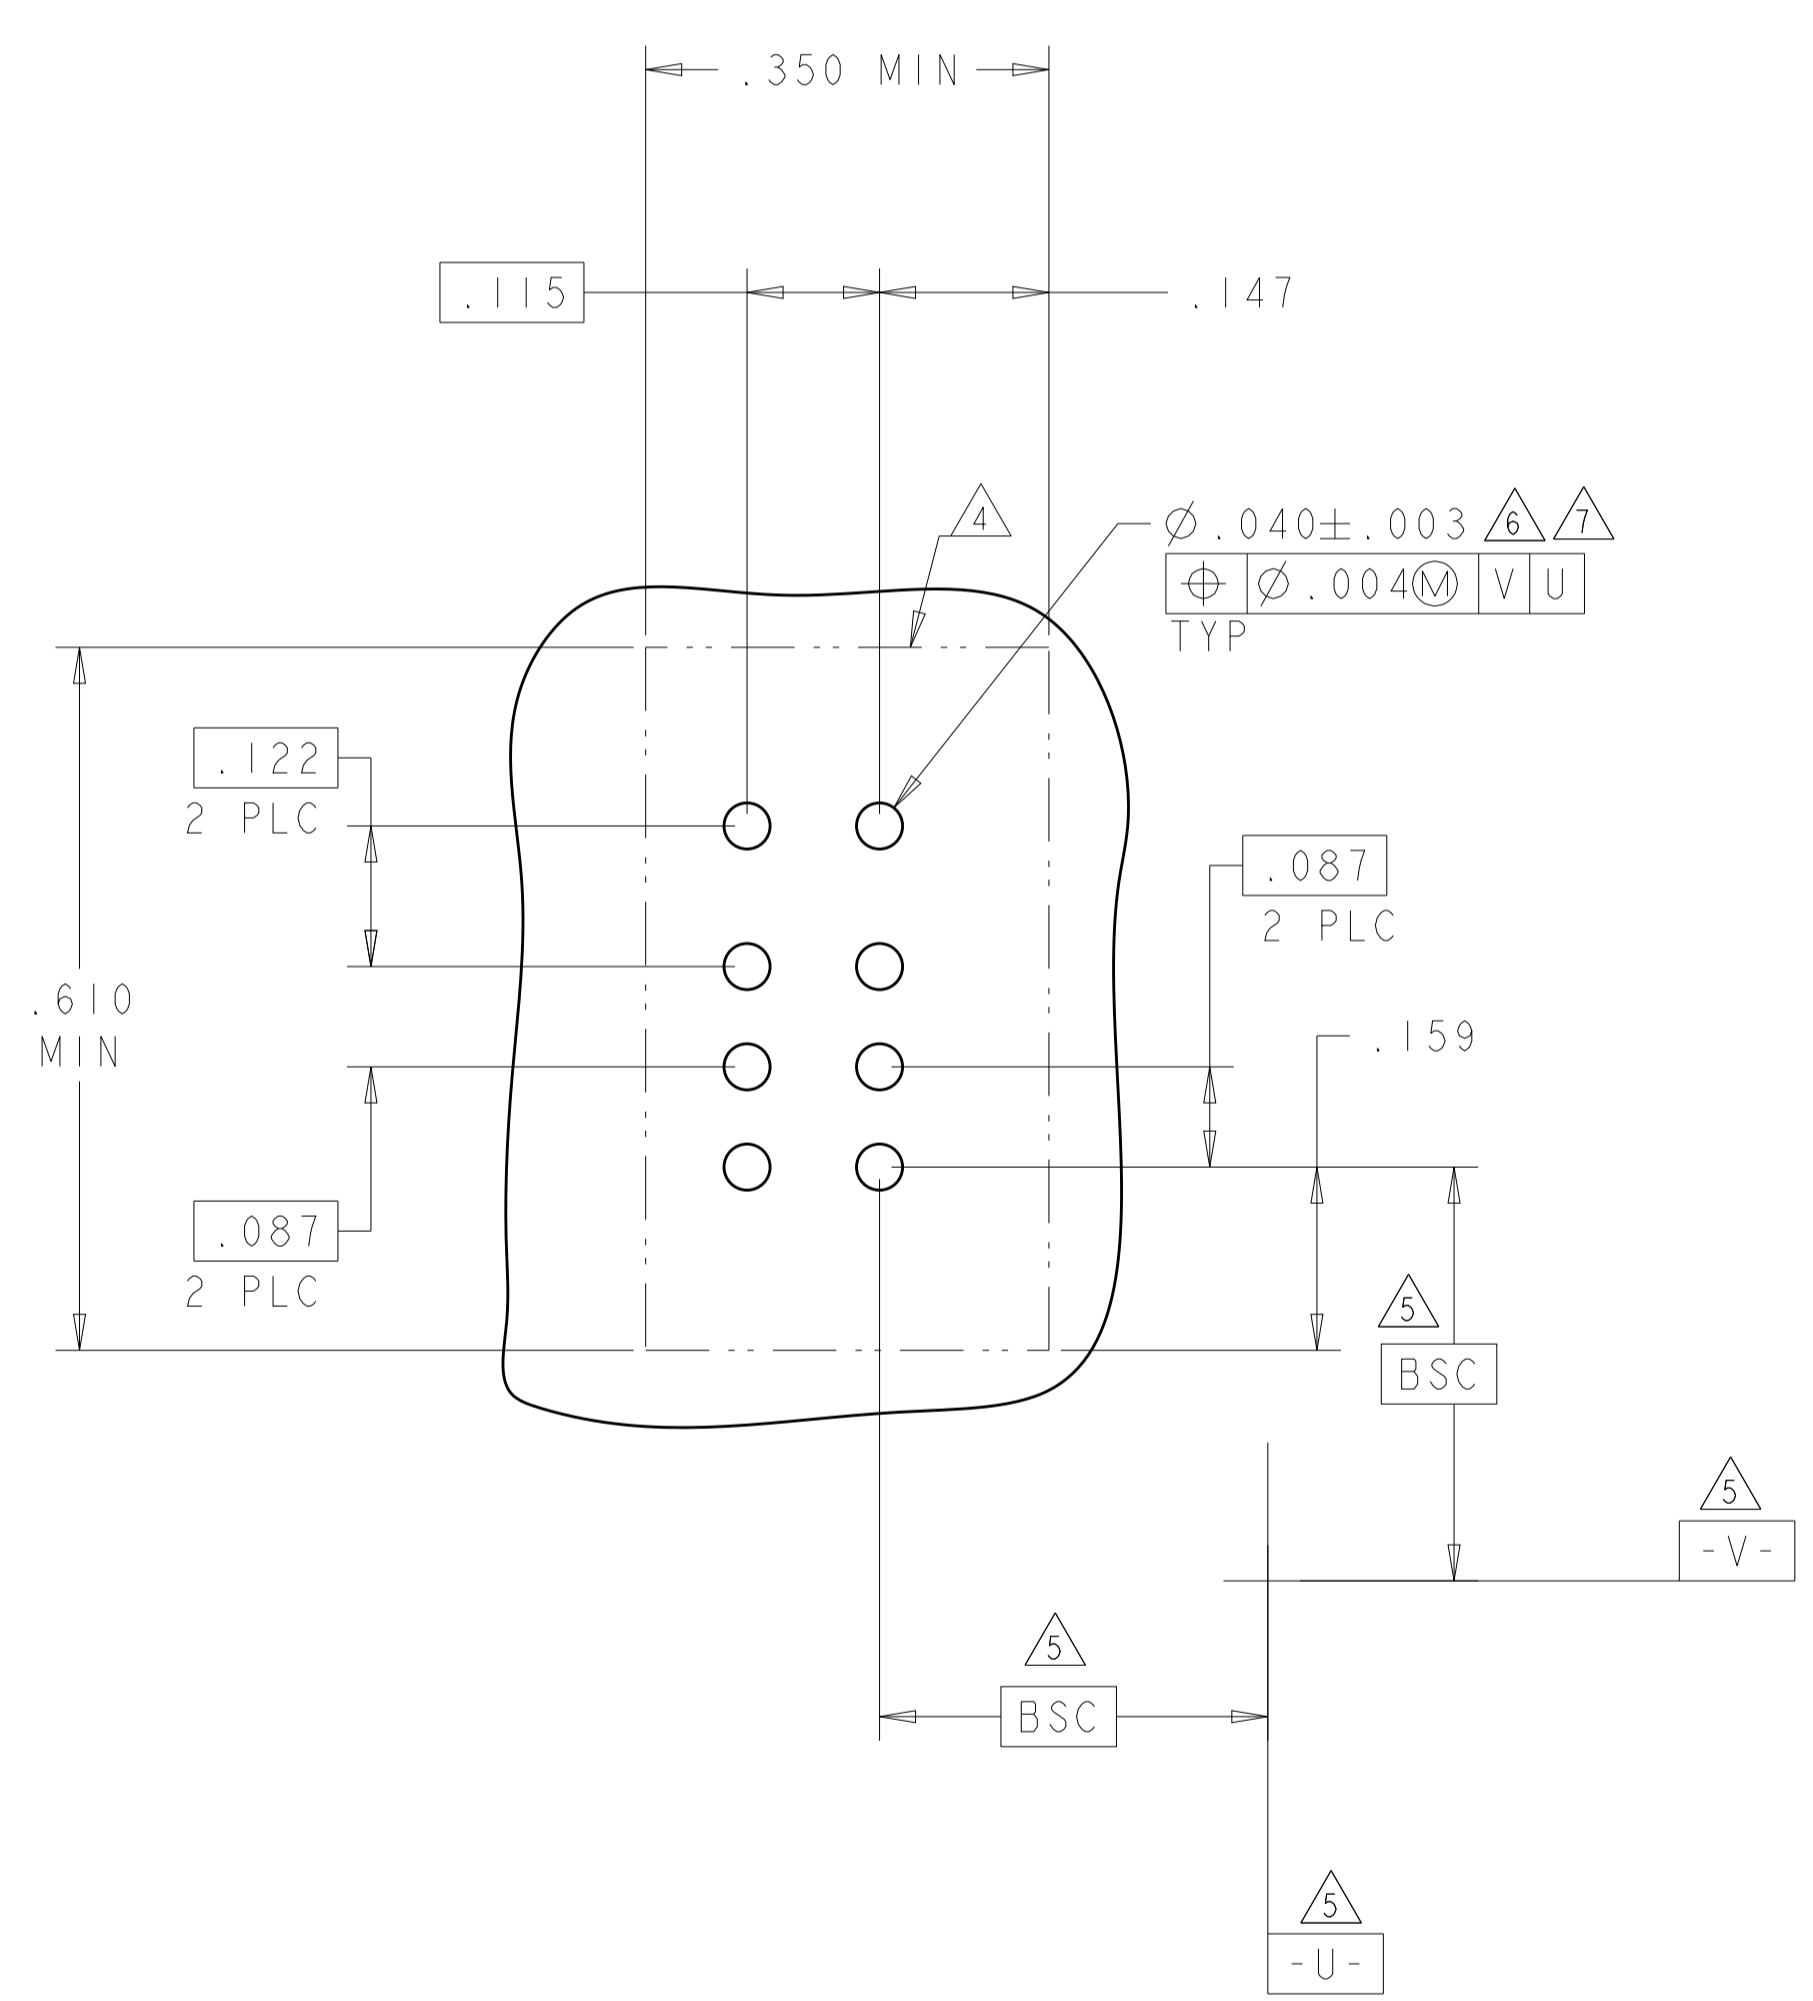 .350 MIN
.115
.147
4
⌀.040±.003 6 7
⌖ ⌀.004Ⓜ V U
TYP
.122
2 PLC
.087
2 PLC
.610
MIN
.159
.087
2 PLC
5
BSC
5
-V-
5
BSC
5
-U-